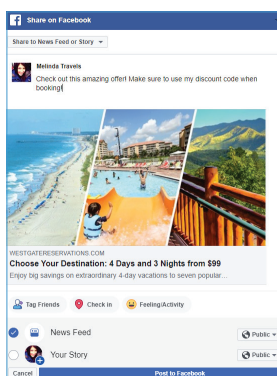 Share on Facebook
Share to News Feed or Story
Melinda Travels
Check out this amazing offer! Make sure to use my discount code when
booking!
WESTGATERESERVATIONS.COM
Choose Your Destination: 4 Days and 3 Nights from $99
Enjoy big savings on extraordinary 4-day vacations to seven popular...
Tag Friends
Check in
Feeling/Activity
News Feed
Public
Your Story
Public
Cancel
Post to Facebook